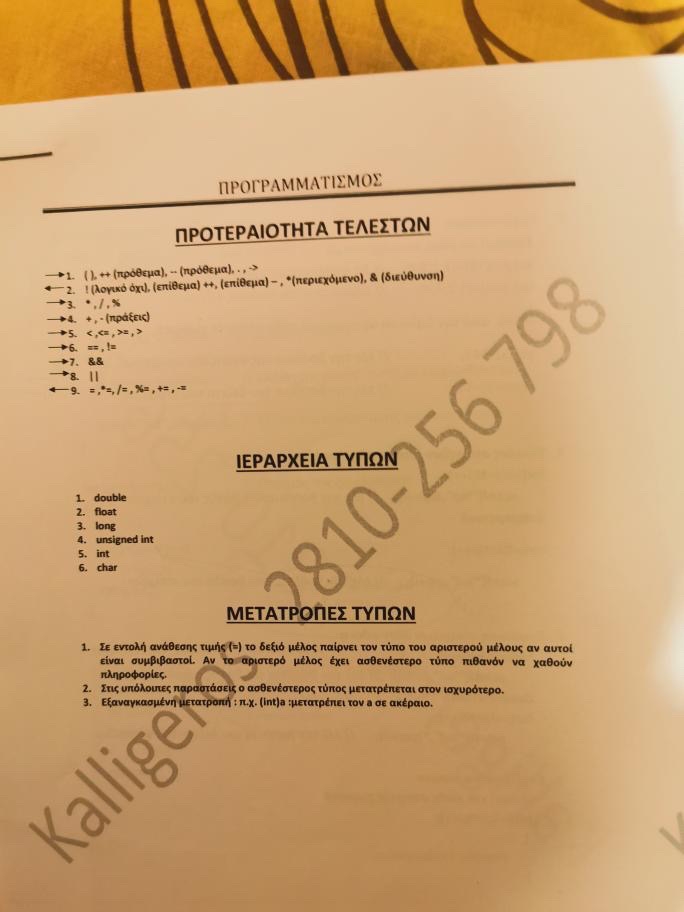 ΠΡΟΓΡΑΜΜΑΤΙΣΜΟΣ
ΠΡΟΤΕΡΑΙΟΤΗΤΑ ΤΕΛΕΣΤΩΝ
→1. ( ), ++ (πρόθεμα), -- (πρόθεμα), . , ->
←2. ! (λογικό όχι), (επίθεμα) ++, (επίθεμα) – , *(περιεχόμενο), & (διεύθυνση)
→3. * , / , %
→4. + , - (πράξεις)
→5. < ,<= , >= , >
→6. == , !=
→7. &&
→8. ||
←9. = ,*=, /= , %= , += , -=
ΙΕΡΑΡΧΕΙΑ ΤΥΠΩΝ
1. double
2. float
3. long
4. unsigned int
5. int
6. char
ΜΕΤΑΤΡΟΠΕΣ ΤΥΠΩΝ
1. Σε εντολή ανάθεσης τιμής (=) το δεξιό μέλος παίρνει τον τύπο του αριστερού μέλους αν αυτοί
είναι συμβιβαστοί. Αν το αριστερό μέλος έχει ασθενέστερο τύπο πιθανόν να χαθούν
πληροφορίες.
2. Στις υπόλοιπες παραστάσεις ο ασθενέστερος τύπος μετατρέπεται στον ισχυρότερο.
3. Εξαναγκασμένη μετατροπή : π.χ. (int)a :μετατρέπει τον a σε ακέραιο.
Kalligeros 2810-256 798